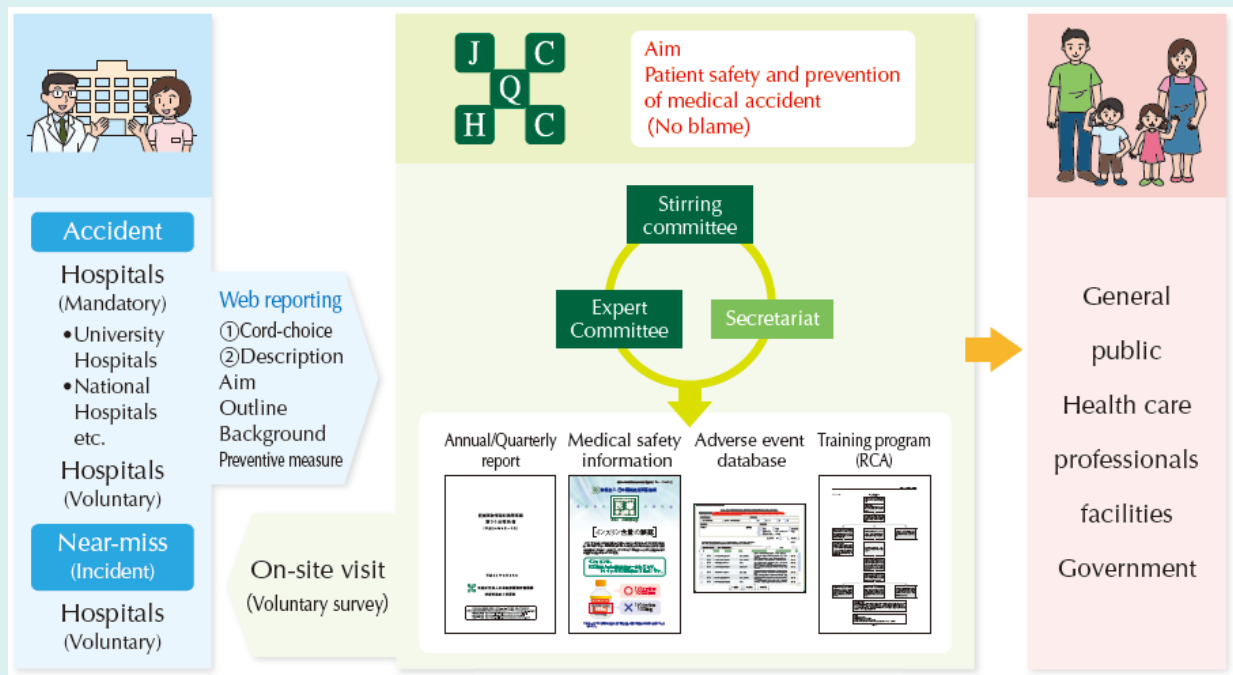 Accident
Hospitals
(Mandatory)
•University
Hospitals
•National
Hospitals
etc.
Hospitals
(Voluntary)
Near-miss
(Incident)
Hospitals
(Voluntary)
Web reporting
①Cord-choice
②Description
Aim
Outline
Background
Preventive measure
On-site visit
(Voluntary survey)
J C
Q
H C
Aim
Patient safety and prevention
of medical accident
(No blame)
Stirring
committee
Expert
Committee
Secretariat
Annual/Quarterly
report
Medical safety
information
Adverse event
database
Training program
(RCA)
General
public
Health care
professionals
facilities
Government